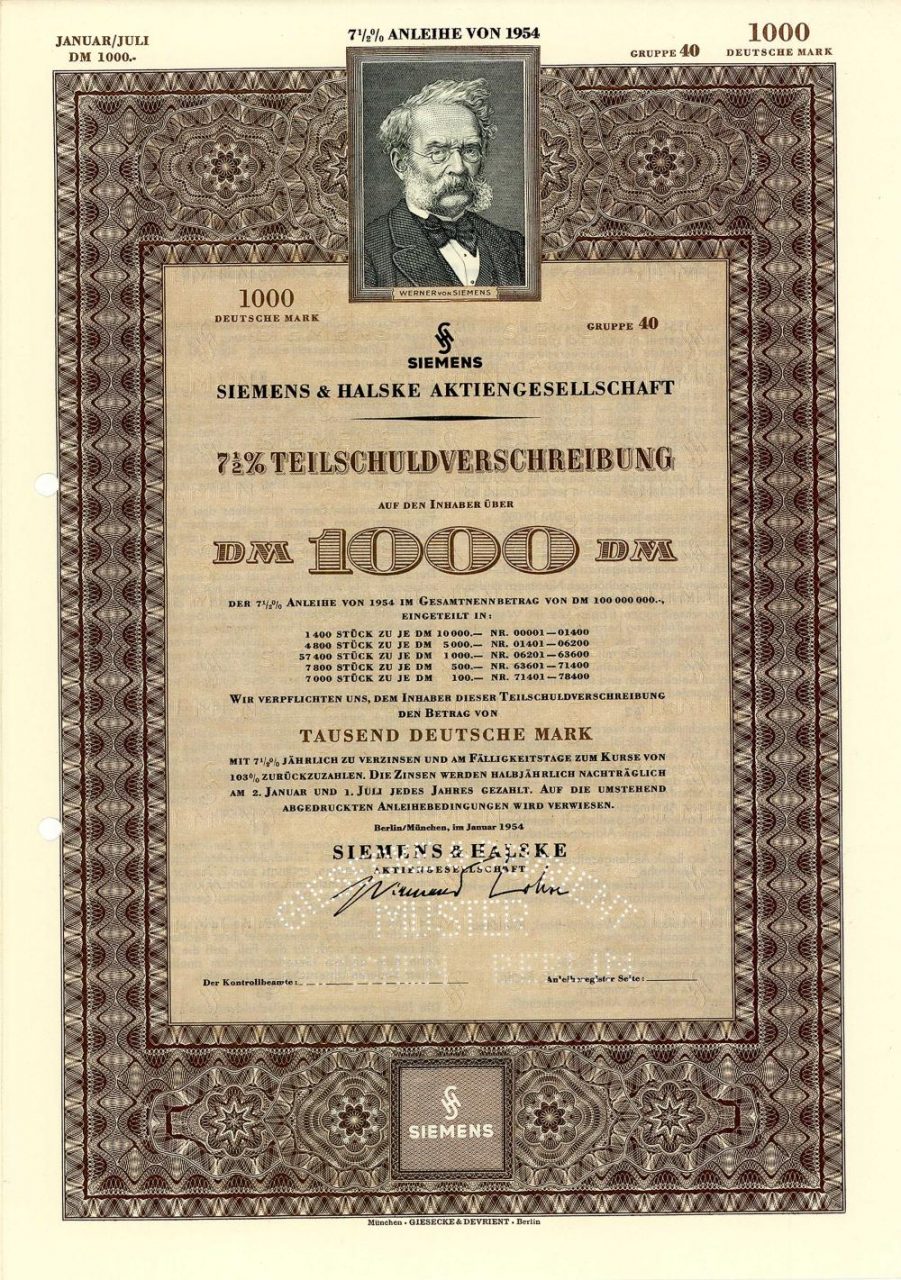 JANUAR/JULI
DM 1000.-
7½% ANLEIHE VON 1954
GRUPPE 40
1000
DEUTSCHE MARK
WERNER VON SIEMENS
1000
DEUTSCHE MARK
GRUPPE 40
SIEMENS
SIEMENS & HALSKE AKTIENGESELLSCHAFT
7½% TEILSCHULDVERSCHREIBUNG
AUF DEN INHABER ÜBER
DM 1000 DM
DER 7½% ANLEIHE VON 1954 IM GESAMTNENNBETRAG VON DM 100 000 000.-,
EINGETEILT IN:
1 400 STÜCK ZU JE DM 10 000.— NR. 00001—01400
4 800 STÜCK ZU JE DM 5 000.— NR. 01401—06200
57 400 STÜCK ZU JE DM 1 000.— NR. 06201—63600
7 800 STÜCK ZU JE DM 500.— NR. 63601—71400
7 000 STÜCK ZU JE DM 100.— NR. 71401—78400
WIR VERPFLICHTEN UNS, DEM INHABER DIESER TEILSCHULDVERSCHREIBUNG
DEN BETRAG VON
TAUSEND DEUTSCHE MARK
MIT 7½% JÄHRLICH ZU VERZINSEN UND AM FÄLLIGKEITSTAGE ZUM KURSE VON
103% ZURÜCKZUZAHLEN. DIE ZINSEN WERDEN HALBJÄHRLICH NACHTRÄGLICH
AM 2. JANUAR UND 1. JULI JEDES JAHRES GEZAHLT. AUF DIE UMSTEHEND
ABGEDRUCKTEN ANLEIHEBEDINGUNGEN WIRD VERWIESEN.
Berlin/München, im Januar 1954
SIEMENS & HALSKE
AKTIENGESELLSCHAFT
MUSTER
BERLIN
Der Kontrollbeamte:
Anleiheregister Seite:
SIEMENS
München · GIESECKE & DEVRIENT · Berlin